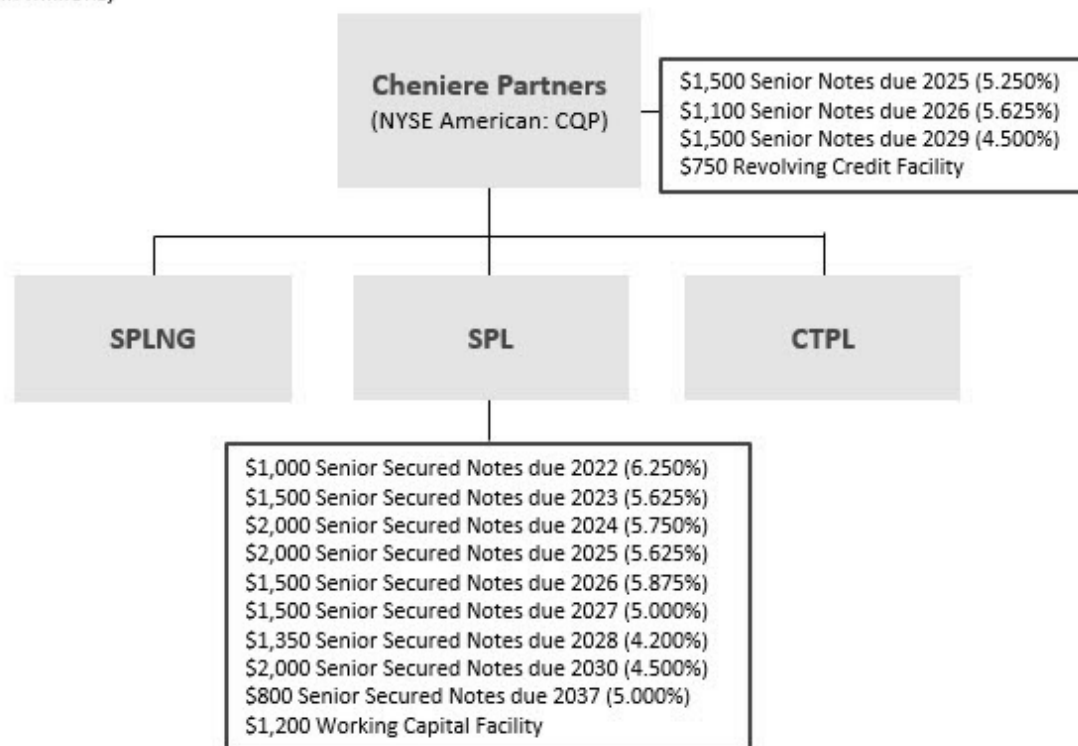 Cheniere Partners
(NYSE American: CQP)
$1,500 Senior Notes due 2025 (5.250%)
$1,100 Senior Notes due 2026 (5.625%)
$1,500 Senior Notes due 2029 (4.500%)
$750 Revolving Credit Facility
SPLNG
SPL
CTPL
$1,000 Senior Secured Notes due 2022 (6.250%)
$1,500 Senior Secured Notes due 2023 (5.625%)
$2,000 Senior Secured Notes due 2024 (5.750%)
$2,000 Senior Secured Notes due 2025 (5.625%)
$1,500 Senior Secured Notes due 2026 (5.875%)
$1,500 Senior Secured Notes due 2027 (5.000%)
$1,350 Senior Secured Notes due 2028 (4.200%)
$2,000 Senior Secured Notes due 2030 (4.500%)
$800 Senior Secured Notes due 2037 (5.000%)
$1,200 Working Capital Facility